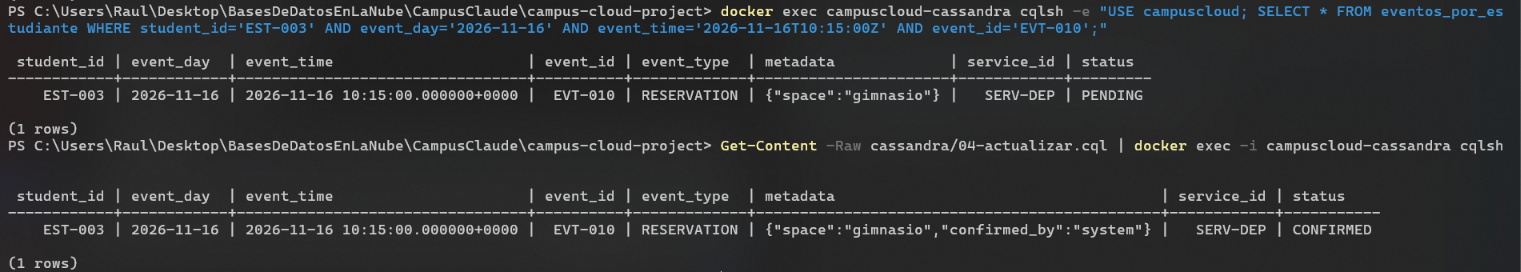 PS C:\Users\Raul\Desktop\BasesDeDatosEnLaNube\CampusClaude\campus-cloud-project> docker exec campuscloud-cassandra cqlsh -e "USE campuscloud; SELECT * FROM eventos_por_es
tudiante WHERE student_id='EST-003' AND event_day='2026-11-16' AND event_time='2026-11-16T10:15:00Z' AND event_id='EVT-010';"
 student_id | event_day  | event_time                      | event_id | event_type  | metadata             | service_id | status
------------+------------+---------------------------------+----------+-------------+----------------------+------------+---------
    EST-003 | 2026-11-16 | 2026-11-16 10:15:00.000000+0000 |  EVT-010 | RESERVATION | {"space":"gimnasio"} |   SERV-DEP | PENDING
(1 rows)
PS C:\Users\Raul\Desktop\BasesDeDatosEnLaNube\CampusClaude\campus-cloud-project> Get-Content -Raw cassandra/04-actualizar.cql | docker exec -i campuscloud-cassandra cqlsh
 student_id | event_day  | event_time                      | event_id | event_type  | metadata                                     | service_id | status
------------+------------+---------------------------------+----------+-------------+----------------------------------------------+------------+-----------
    EST-003 | 2026-11-16 | 2026-11-16 10:15:00.000000+0000 |  EVT-010 | RESERVATION | {"space":"gimnasio","confirmed_by":"system"} |   SERV-DEP | CONFIRMED
(1 rows)